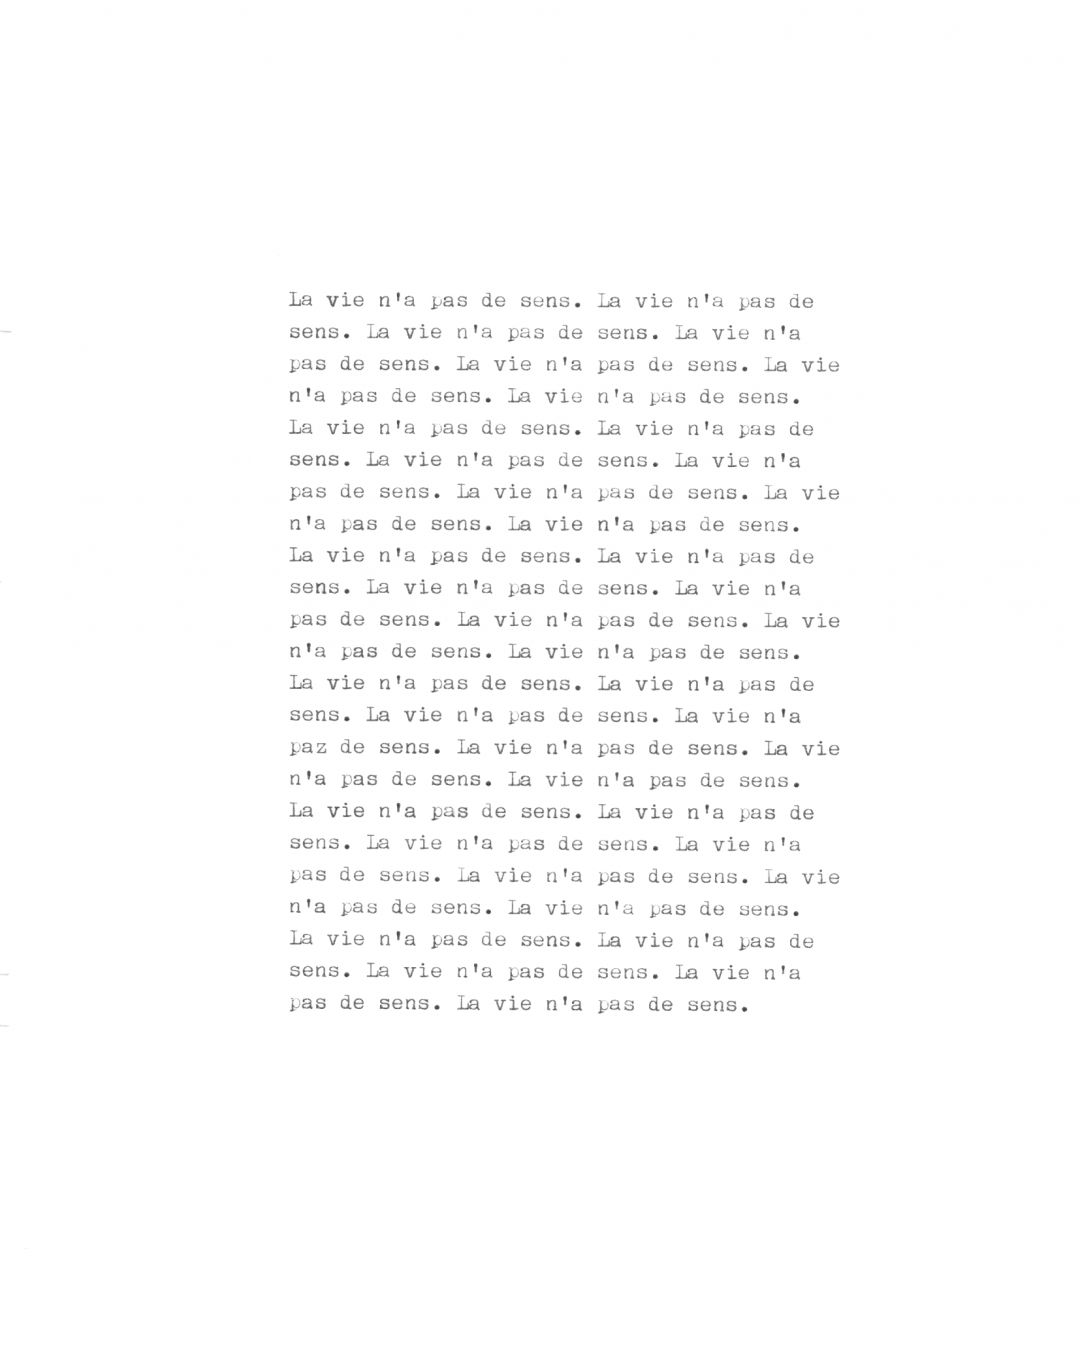 La vie n'a pas de sens. La vie n'a pas de
sens. La vie n'a pas de sens. La vie n'a
pas de sens. La vie n'a pas de sens. La vie
n'a pas de sens. La vie n'a pas de sens.
La vie n'a pas de sens. La vie n'a pas de
sens. La vie n'a pas de sens. La vie n'a
pas de sens. La vie n'a pas de sens. La vie
n'a pas de sens. La vie n'a pas de sens.
La vie n'a pas de sens. La vie n'a pas de
sens. La vie n'a pas de sens. La vie n'a
pas de sens. La vie n'a pas de sens. La vie
n'a pas de sens. La vie n'a pas de sens.
La vie n'a pas de sens. La vie n'a pas de
sens. La vie n'a pas de sens. La vie n'a
paz de sens. La vie n'a pas de sens. La vie
n'a pas de sens. La vie n'a pas de sens.
La vie n'a pas de sens. La vie n'a pas de
sens. La vie n'a pas de sens. La vie n'a
pas de sens. La vie n'a pas de sens. La vie
n'a pas de sens. La vie n'a pas de sens.
La vie n'a pas de sens. La vie n'a pas de
sens. La vie n'a pas de sens. La vie n'a
pas de sens. La vie n'a pas de sens.